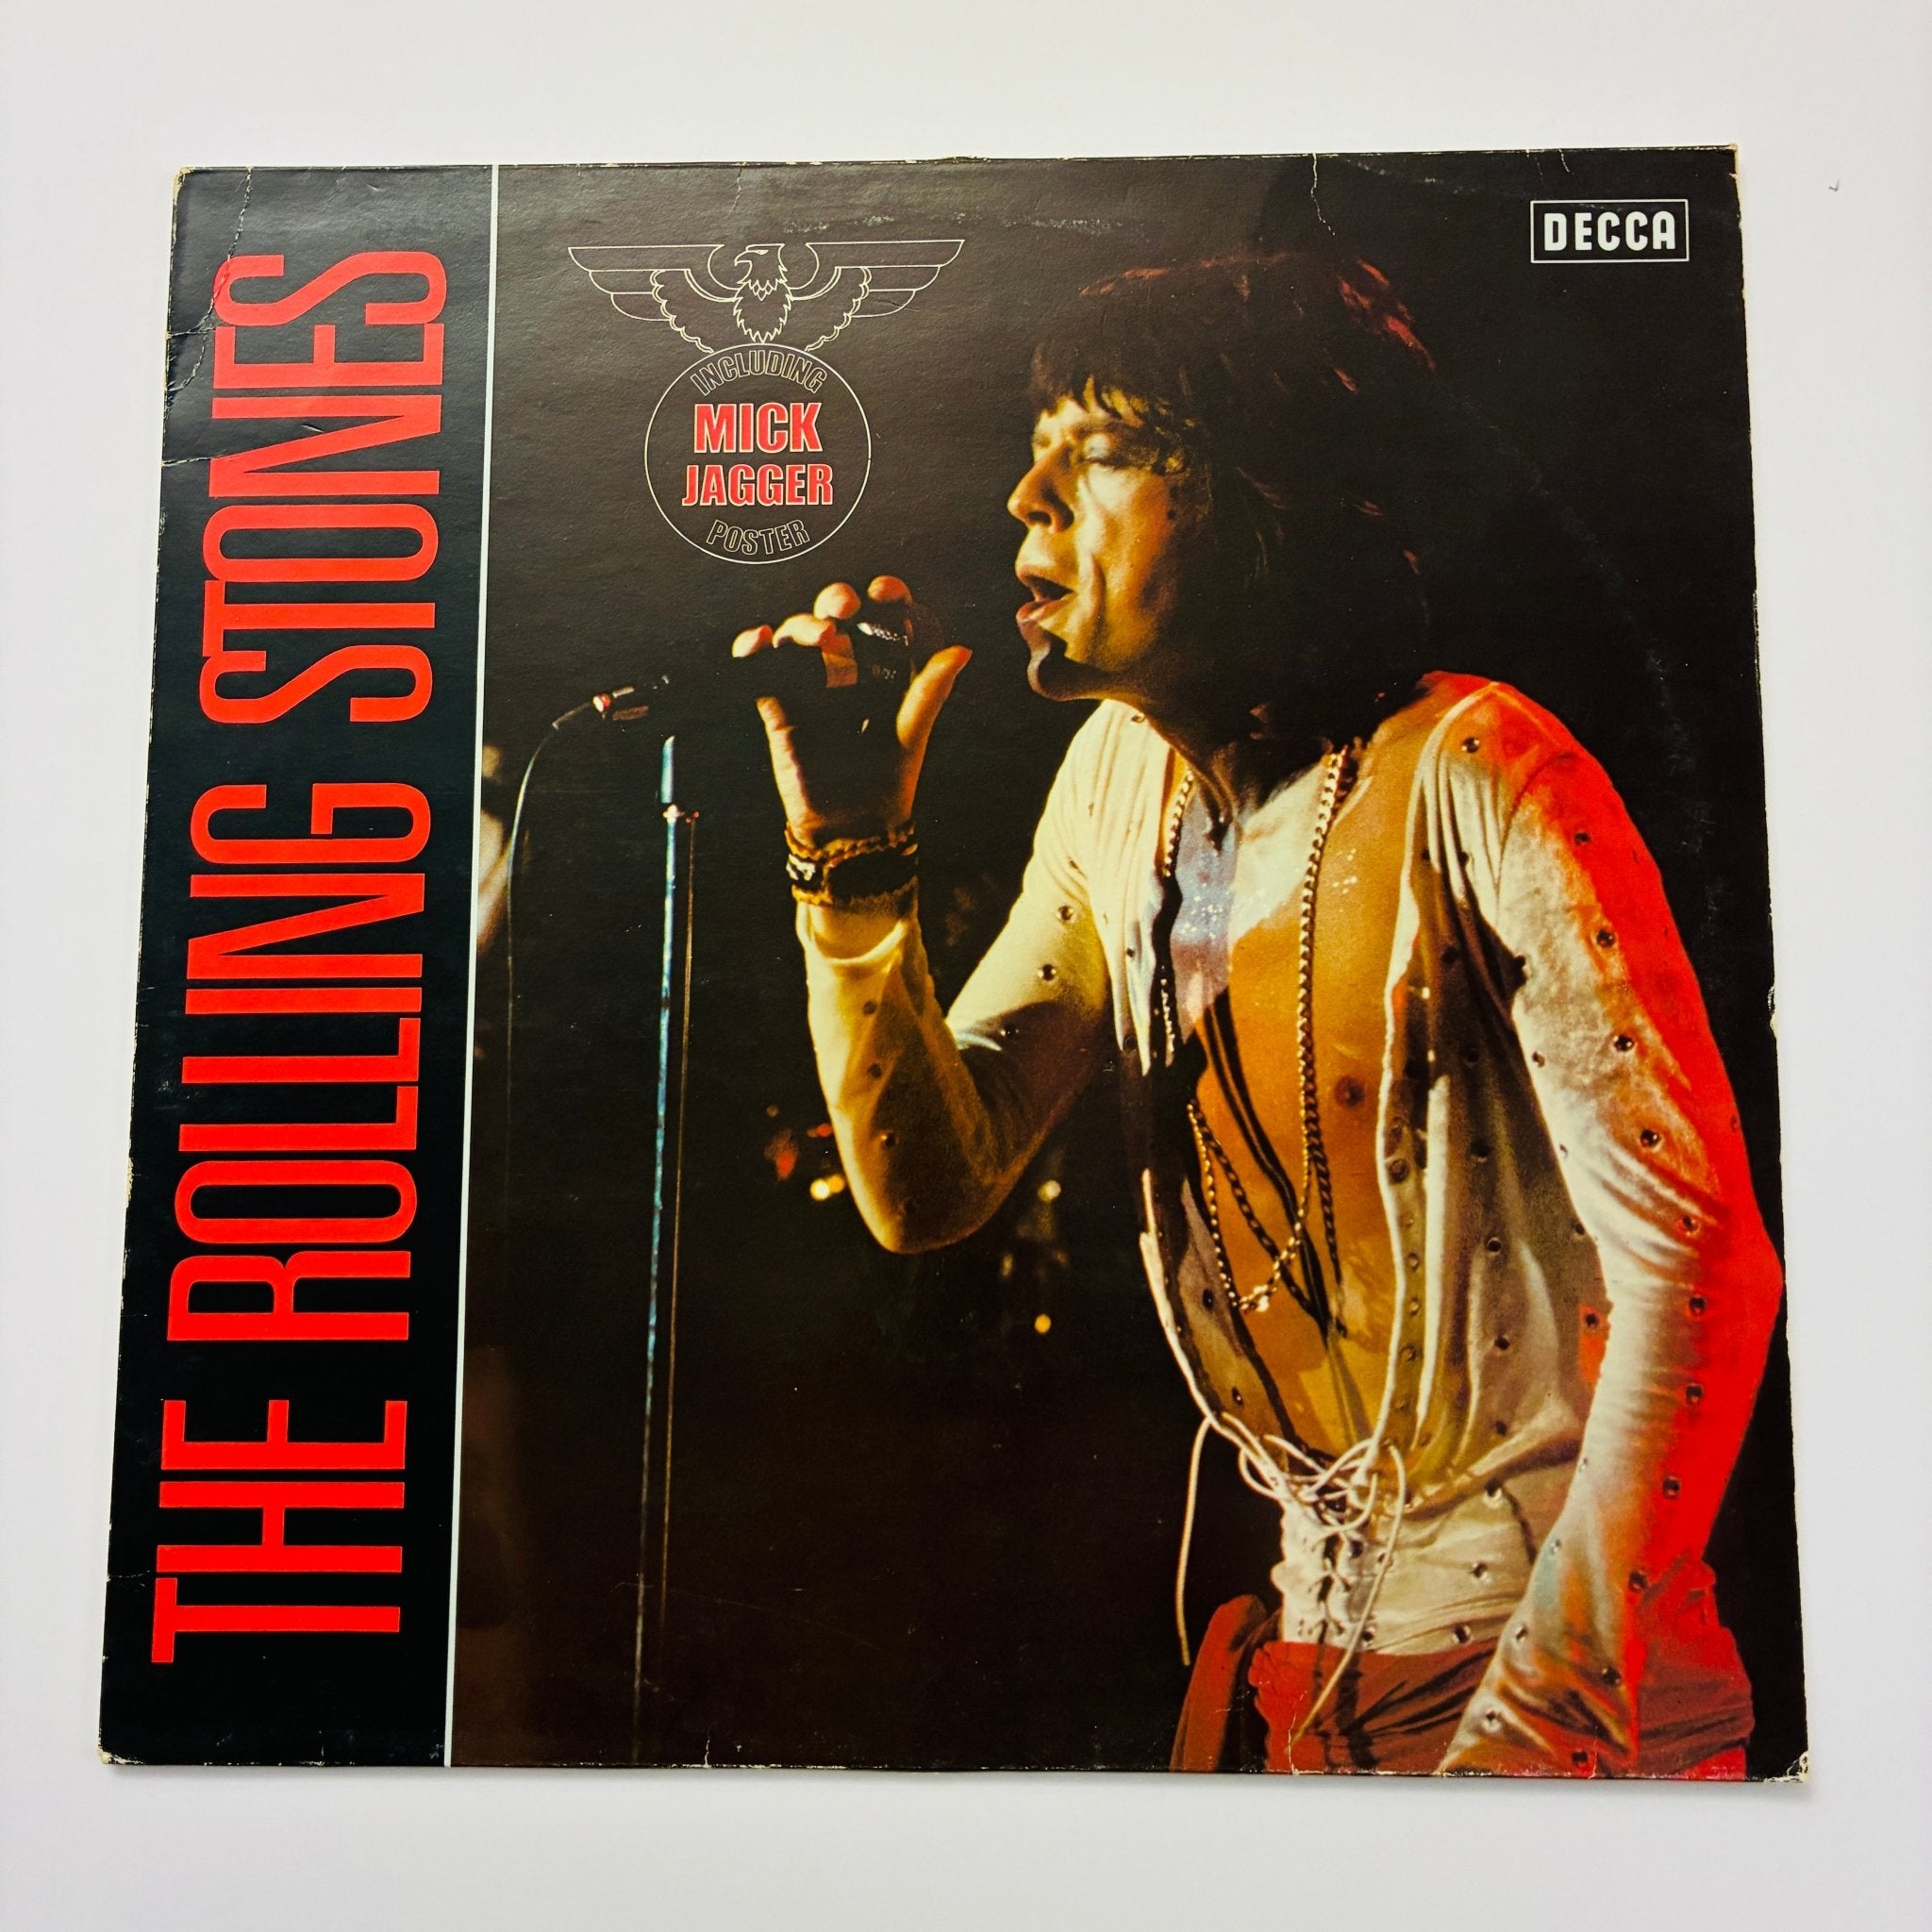 THE ROLLING STONES
INCLUDING
MICK
JAGGER
POSTER
DECCA